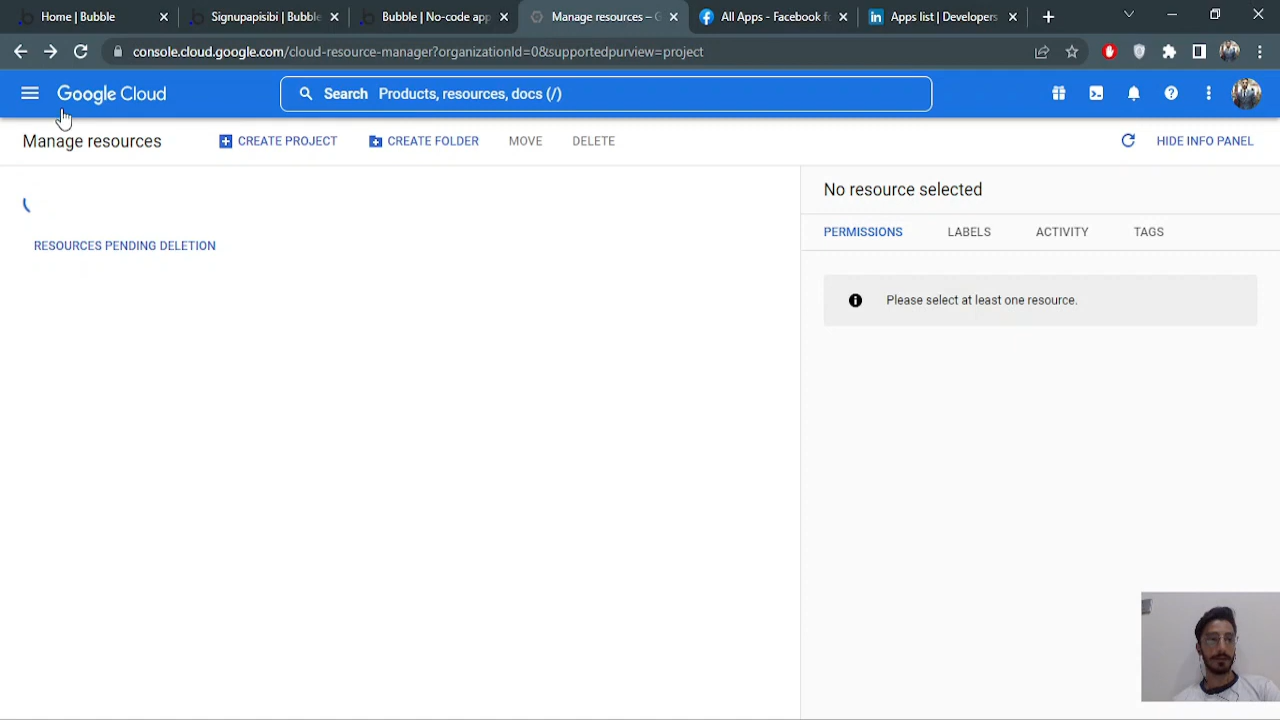 Home | Bubble
Signupapisibi | Bubble
Bubble | No-code app
Manage resources – G
All Apps - Facebook fo
Apps list | Developers
console.cloud.google.com/cloud-resource-manager?organizationId=0&supportedpurview=project
Google Cloud
Search Products, resources, docs (/)
Manage resources
CREATE PROJECT
CREATE FOLDER
MOVE
DELETE
HIDE INFO PANEL
No resource selected
RESOURCES PENDING DELETION
PERMISSIONS
LABELS
ACTIVITY
TAGS
Please select at least one resource.